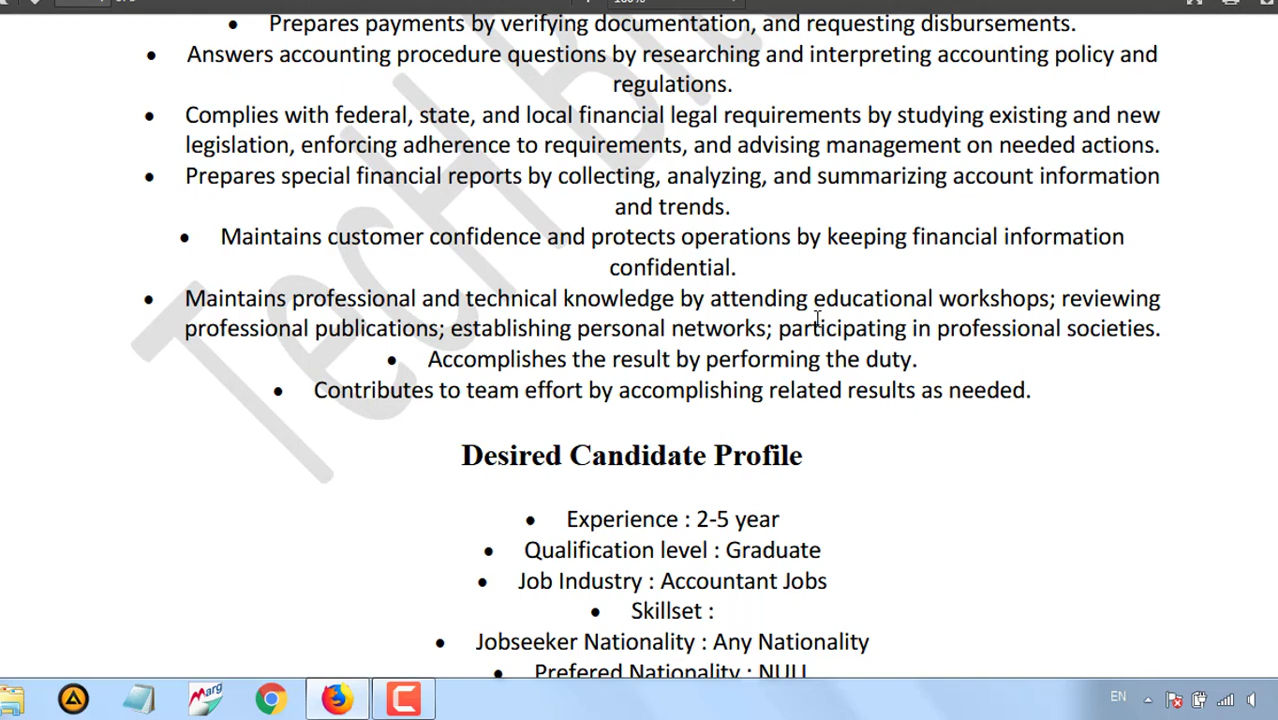 • Prepares payments by verifying documentation, and requesting disbursements.
• Answers accounting procedure questions by researching and interpreting accounting policy and
regulations.
• Complies with federal, state, and local financial legal requirements by studying existing and new
legislation, enforcing adherence to requirements, and advising management on needed actions.
• Prepares special financial reports by collecting, analyzing, and summarizing account information
and trends.
• Maintains customer confidence and protects operations by keeping financial information
confidential.
• Maintains professional and technical knowledge by attending educational workshops; reviewing
professional publications; establishing personal networks; participating in professional societies.
• Accomplishes the result by performing the duty.
• Contributes to team effort by accomplishing related results as needed.
Tech Bit
Desired Candidate Profile
• Experience : 2-5 year
• Qualification level : Graduate
• Job Industry : Accountant Jobs
• Skillset :
• Jobseeker Nationality : Any Nationality
• Prefered Nationality : NULL
Marg
EN